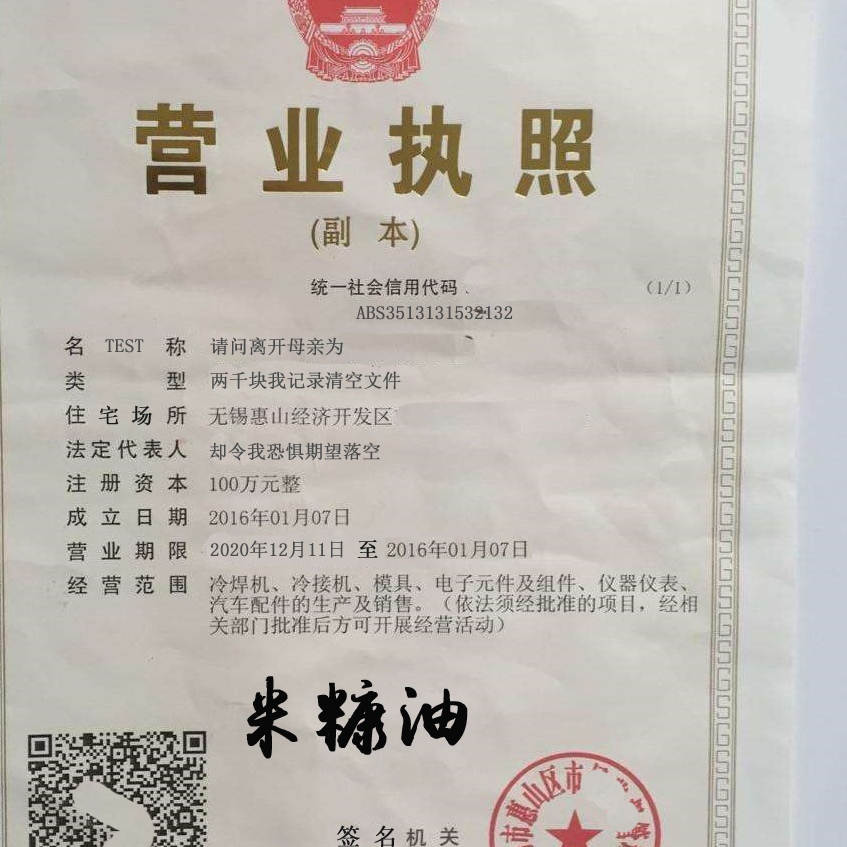 营业执照
(副 本)
统一社会信用代码
(1/1)
ABS3513131532132
名 TEST 称 请问离开母亲为
类 型 两千块我记录清空文件
住宅场所 无锡惠山经济开发区
法定代表人 却令我恐惧期望落空
注册资本 100万元整
成立日期 2016年01月07日
营业期限 2020年12月11日 至 2016年01月07日
经营范围 冷焊机、冷接机、模具、电子元件及组件、仪器仪表、
汽车配件的生产及销售。(依法须经批准的项目,经相
关部门批准后方可开展经营活动)
米糠油
签名机关
市惠山区市